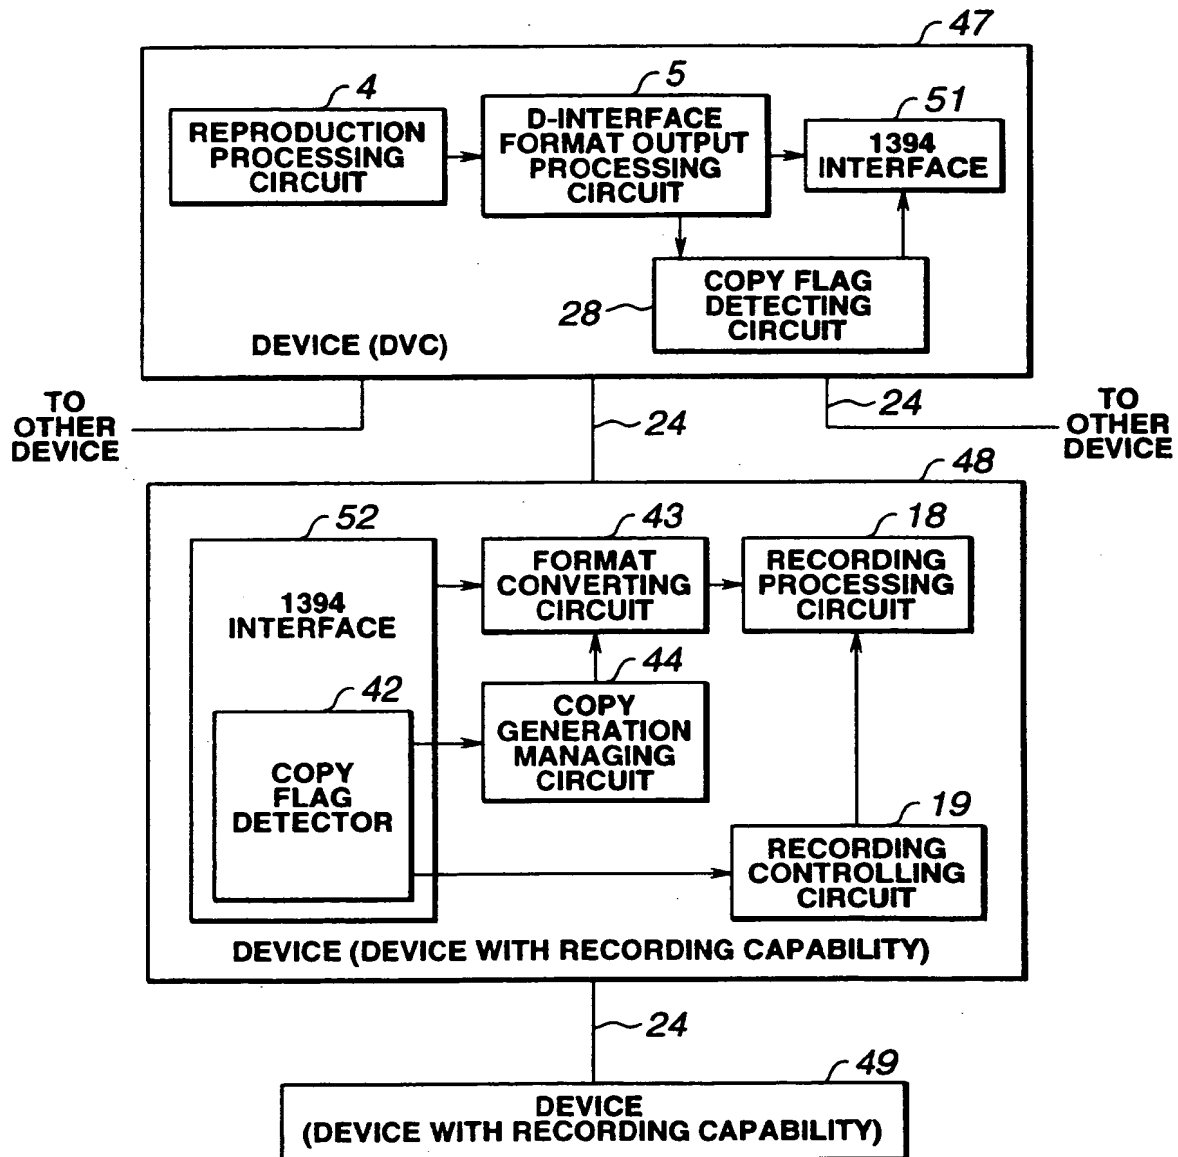 47
4
REPRODUCTION
PROCESSING
CIRCUIT
5
D-INTERFACE
FORMAT OUTPUT
PROCESSING
CIRCUIT
51
1394
INTERFACE
28
COPY FLAG
DETECTING
CIRCUIT
DEVICE (DVC)
TO
OTHER
DEVICE
24
24
TO
OTHER
DEVICE
48
52
1394
INTERFACE
43
FORMAT
CONVERTING
CIRCUIT
18
RECORDING
PROCESSING
CIRCUIT
42
COPY
FLAG
DETECTOR
44
COPY
GENERATION
MANAGING
CIRCUIT
19
RECORDING
CONTROLLING
CIRCUIT
DEVICE (DEVICE WITH RECORDING CAPABILITY)
24
49
DEVICE
(DEVICE WITH RECORDING CAPABILITY)